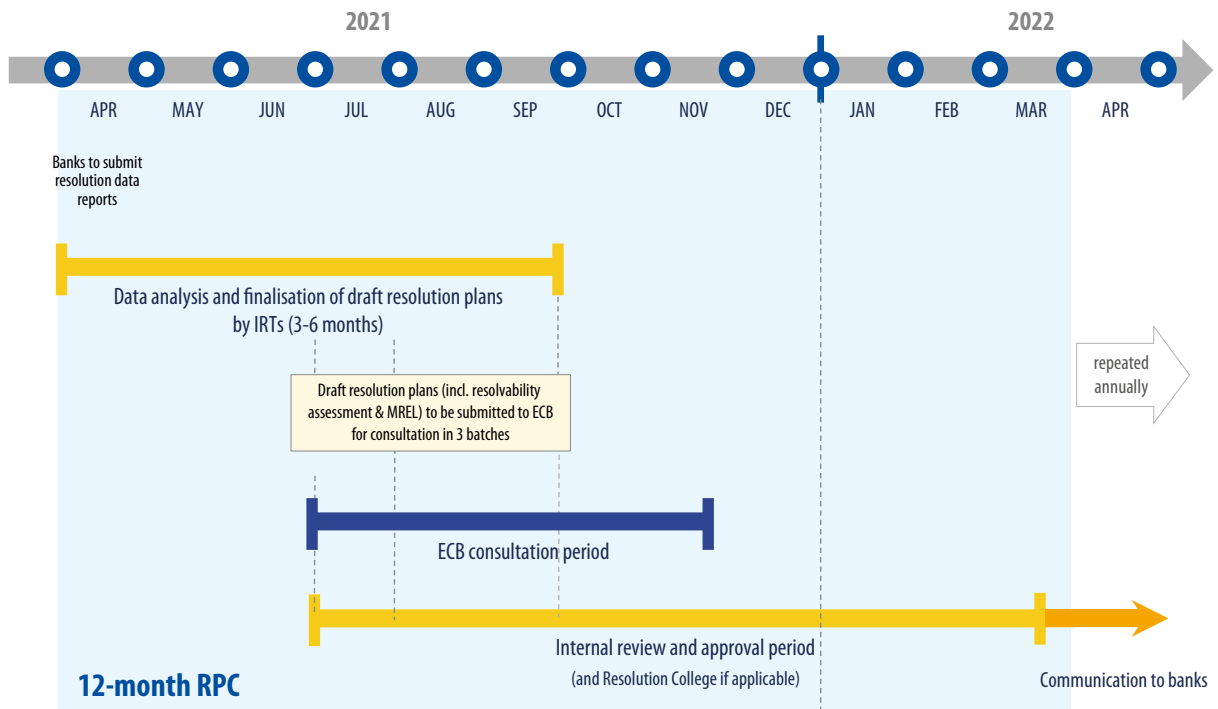 2021
2022
APR MAY JUN JUL AUG SEP OCT NOV DEC JAN FEB MAR APR
Banks to submit
resolution data
reports
Data analysis and finalisation of draft resolution plans
by IRTs (3-6 months)
Draft resolution plans (incl. resolvability
assessment & MREL) to be submitted to ECB
for consultation in 3 batches
repeated
annually
ECB consultation period
Internal review and approval period
(and Resolution College if applicable)
12-month RPC
Communication to banks